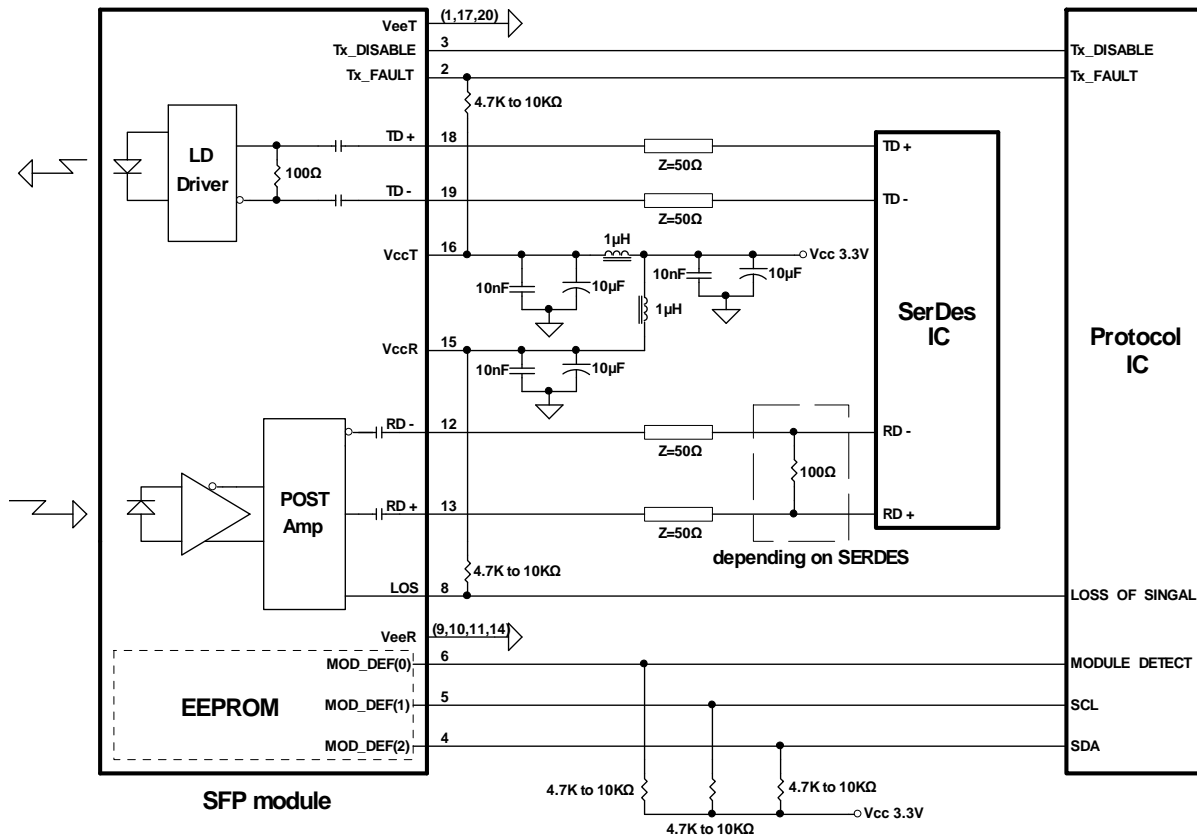 VeeT (1,17,20)
Tx_DISABLE 3 Tx_DISABLE
Tx_FAULT 2 Tx_FAULT
4.7K to 10KΩ
LD
Driver
100Ω
TD + 18 TD +
Z=50Ω
TD - 19 TD -
Z=50Ω
1µH
VccT 16 Vcc 3.3V
10nF 10µF 10nF 10µF
1µH
SerDes
IC
Protocol
IC
VccR 15
10nF 10µF
RD - 12 RD -
Z=50Ω
100Ω
POST
Amp
RD + 13 RD +
Z=50Ω
depending on SERDES
4.7K to 10KΩ
LOS 8 LOSS OF SINGAL
VeeR (9,10,11,14)
MOD_DEF(0) 6 MODULE DETECT
EEPROM MOD_DEF(1) 5 SCL
MOD_DEF(2) 4 SDA
4.7K to 10KΩ 4.7K to 10KΩ
SFP module
4.7K to 10KΩ
Vcc 3.3V